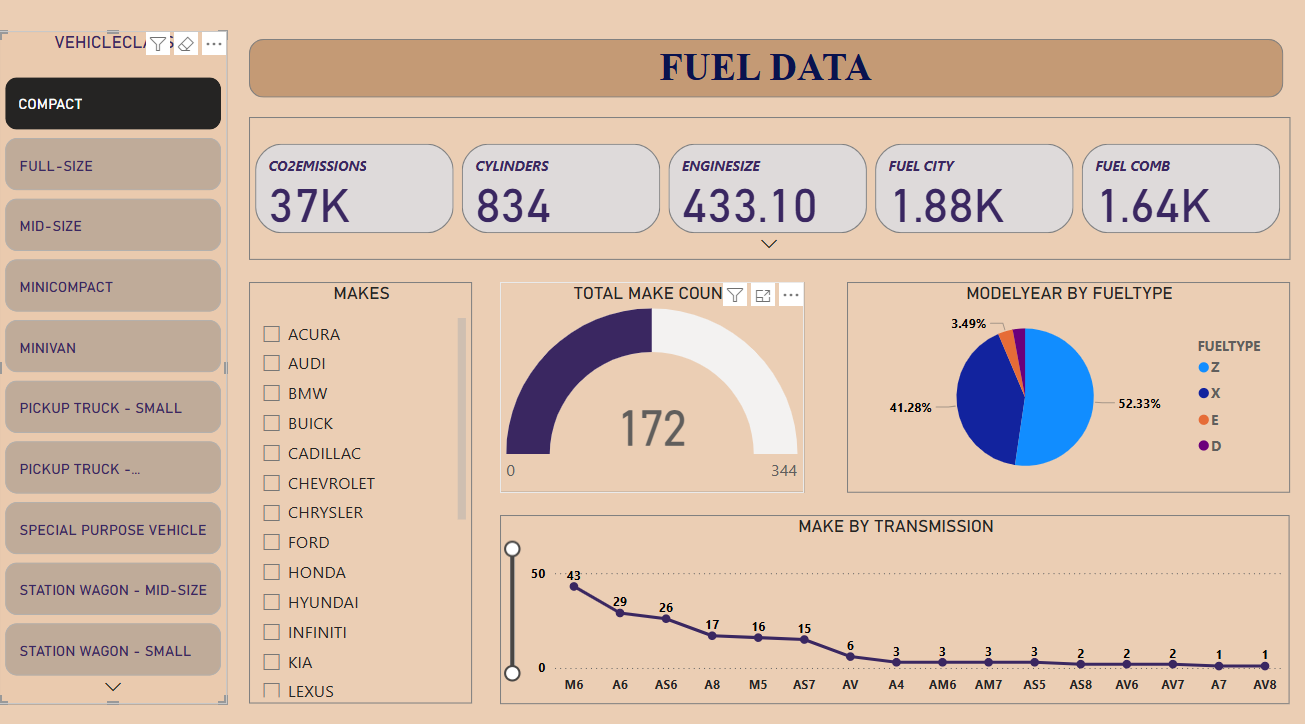 VEHICLECLASS
COMPACT
FULL-SIZE
MID-SIZE
MINICOMPACT
MINIVAN
PICKUP TRUCK - SMALL
PICKUP TRUCK -...
SPECIAL PURPOSE VEHICLE
STATION WAGON - MID-SIZE
STATION WAGON - SMALL
FUEL DATA
CO2EMISSIONS
37K
CYLINDERS
834
ENGINESIZE
433.10
FUEL CITY
1.88K
FUEL COMB
1.64K
MAKES
ACURA
AUDI
BMW
BUICK
CADILLAC
CHEVROLET
CHRYSLER
FORD
HONDA
HYUNDAI
INFINITI
KIA
LEXUS
TOTAL MAKE COUN
172
0 344
MODELYEAR BY FUELTYPE
3.49%
41.28%
52.33%
FUELTYPE
Z
X
E
D
MAKE BY TRANSMISSION
50
0
43 29 26 17 16 15 6 3 3 3 3 2 2 2 1 1
M6 A6 AS6 A8 M5 AS7 AV A4 AM6 AM7 AS5 AS8 AV6 AV7 A7 AV8